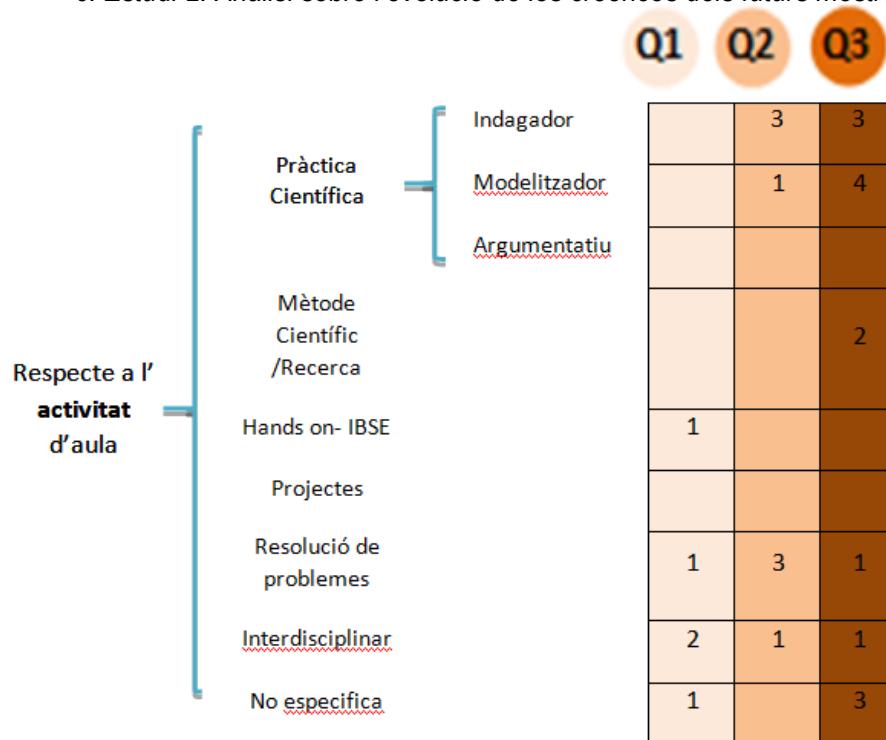 Q1 Q2 Q3
Indagador 3 3
Pràctica
Científica
Modelitzador 1 4
Argumentatiu
Mètode
Científic
/Recerca 2
Respecte a l'
activitat
d'aula
Hands on- IBSE 1
Projectes
Resolució de
problemes 1 3 1
Interdisciplinar 2 1 1
No especifica 1 3